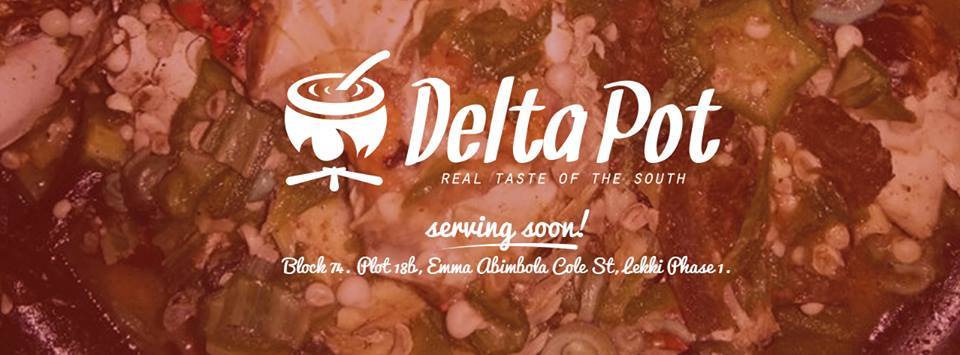 Delta Pot
REAL TASTE OF THE SOUTH
serving soon!
Block 74. Plot 18b, Emma Abimbola Cole St, Lekki Phase 1.